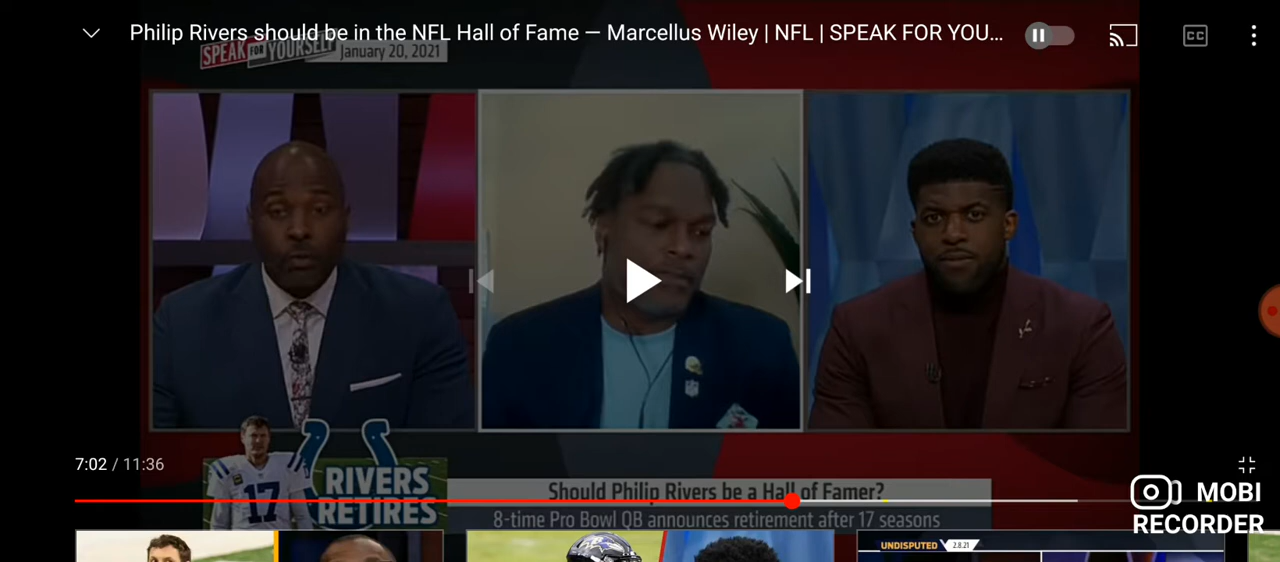 Philip Rivers should be in the NFL Hall of Fame — Marcellus Wiley | NFL | SPEAK FOR YOU...
CC
SPEAK FOR YOURSELF
January 20, 2021
7:02 / 11:36
17
RIVERS
RETIRES
Should Philip Rivers be a Hall of Famer?
8-time Pro Bowl QB announces retirement after 17 seasons
MOBI
RECORDER
UNDISPUTED 2.8.21